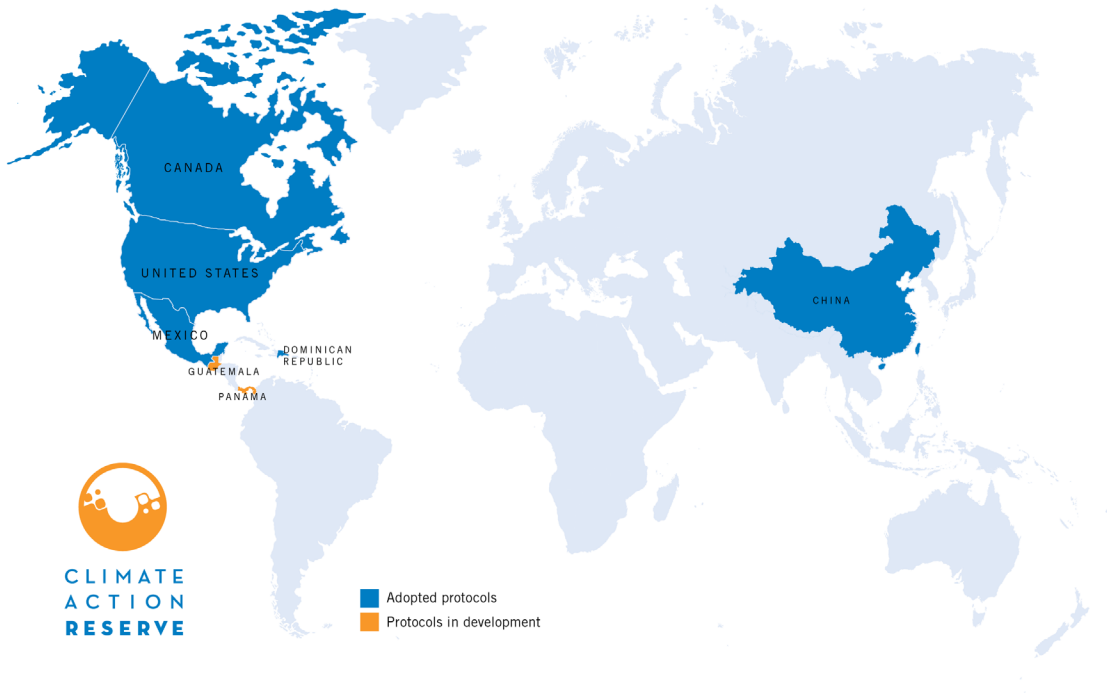 CANADA
UNITED STATES
MEXICO
DOMINICAN
REPUBLIC
GUATEMALA
PANAMA
CHINA
CLIMATE
ACTION
RESERVE
Adopted protocols
Protocols in development